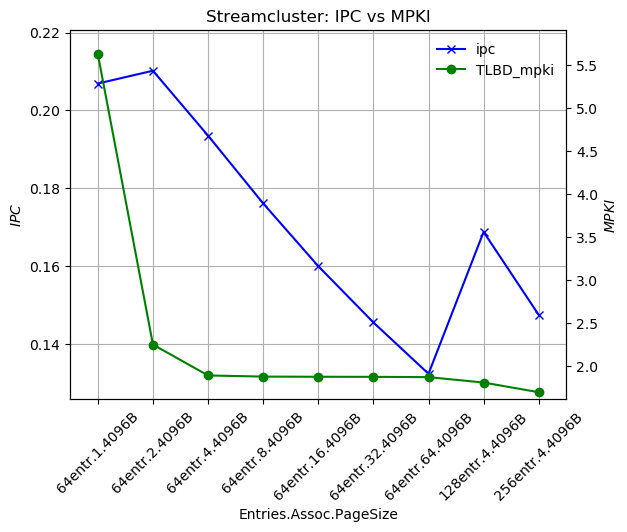 Streamcluster: IPC vs MPKI
ipc
TLBD_mpki
0.22
0.20
0.18
0.16
0.14
IPC
5.5
5.0
4.5
4.0
3.5
3.0
2.5
2.0
MPKI
64entr.1.4096B
64entr.2.4096B
64entr.4.4096B
64entr.8.4096B
64entr.16.4096B
64entr.32.4096B
64entr.64.4096B
128entr.4.4096B
256entr.4.4096B
Entries.Assoc.PageSize